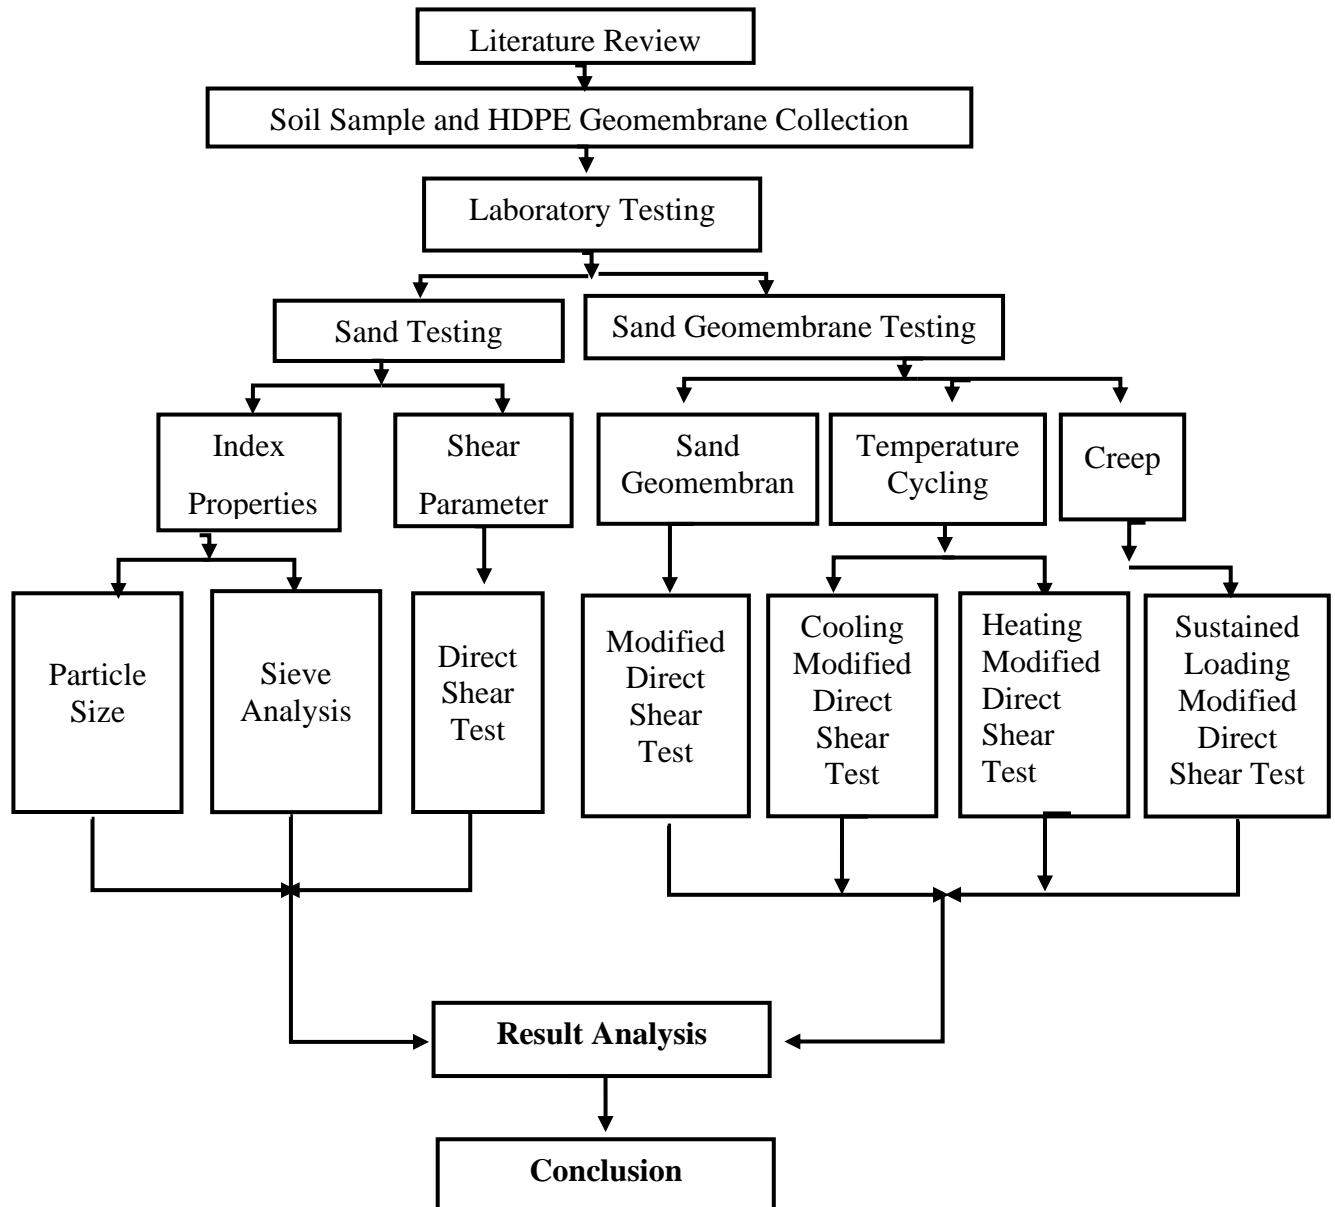 Literature Review
Soil Sample and HDPE Geomembrane Collection
Laboratory Testing
Sand Testing
Sand Geomembrane Testing
Index
Properties
Shear
Parameter
Sand
Geomembran
Temperature
Cycling
Creep
Particle
Size
Sieve
Analysis
Direct
Shear
Test
Modified
Direct
Shear
Test
Cooling
Modified
Direct
Shear
Test
Heating
Modified
Direct
Shear
Test
Sustained
Loading
Modified
Direct
Shear Test
Result Analysis
Conclusion